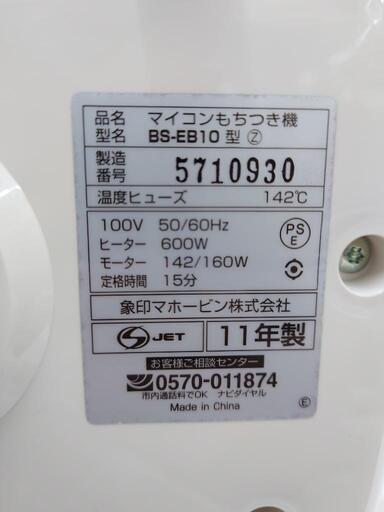 品名 マイコンもちつき機
型名 BS-EB10 型 Ⓩ
製造番号 5710930
温度ヒューズ 142℃
100V 50/60Hz
ヒーター 600W
モーター 142/160W
定格時間 15分
PSE
象印マホービン株式会社
S JET 11年製
お客様ご相談センター
0570-011874
市内通話料でOK ナビダイヤル
Made in China Ⓔ